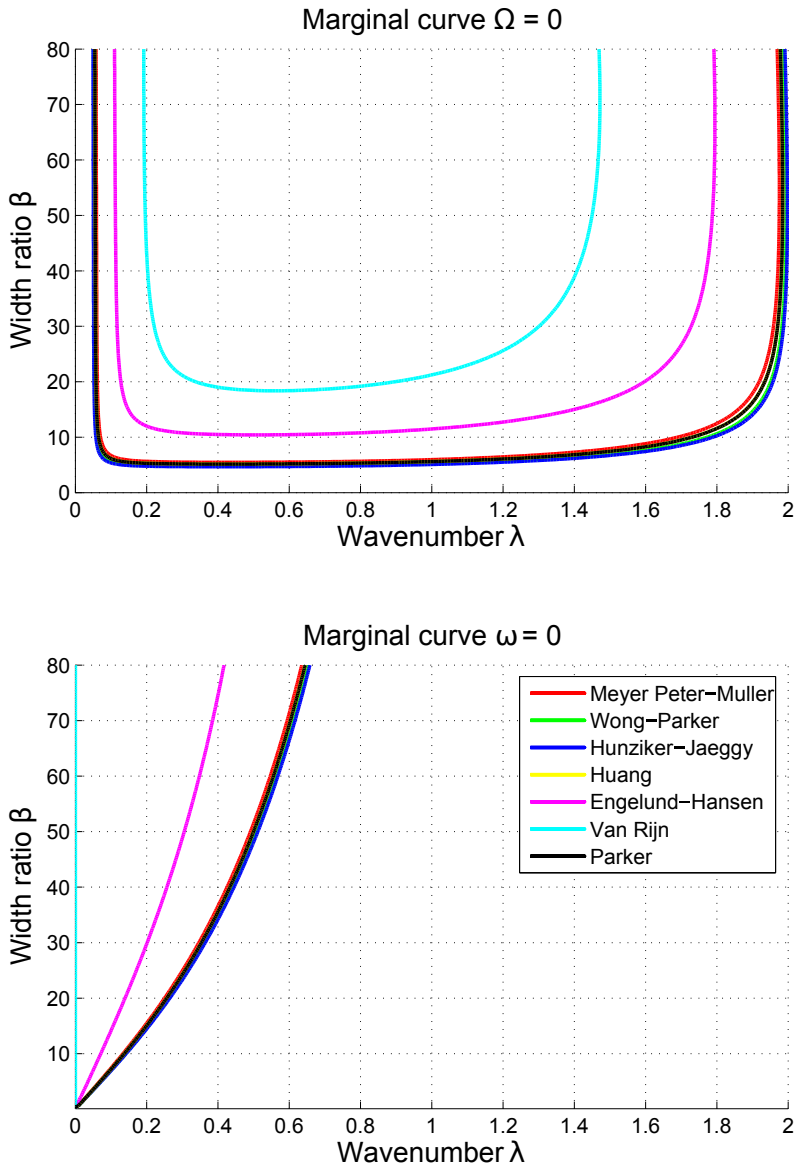 Marginal curve Ω = 0
80
70
60
50
40
30
20
10
0
Width ratio β
0 0.2 0.4 0.6 0.8 1 1.2 1.4 1.6 1.8 2
Wavenumber λ
Marginal curve ω = 0
80
70
60
50
40
30
20
10
Width ratio β
Meyer Peter−Muller
Wong−Parker
Hunziker−Jaeggy
Huang
Engelund−Hansen
Van Rijn
Parker
0 0.2 0.4 0.6 0.8 1 1.2 1.4 1.6 1.8 2
Wavenumber λ